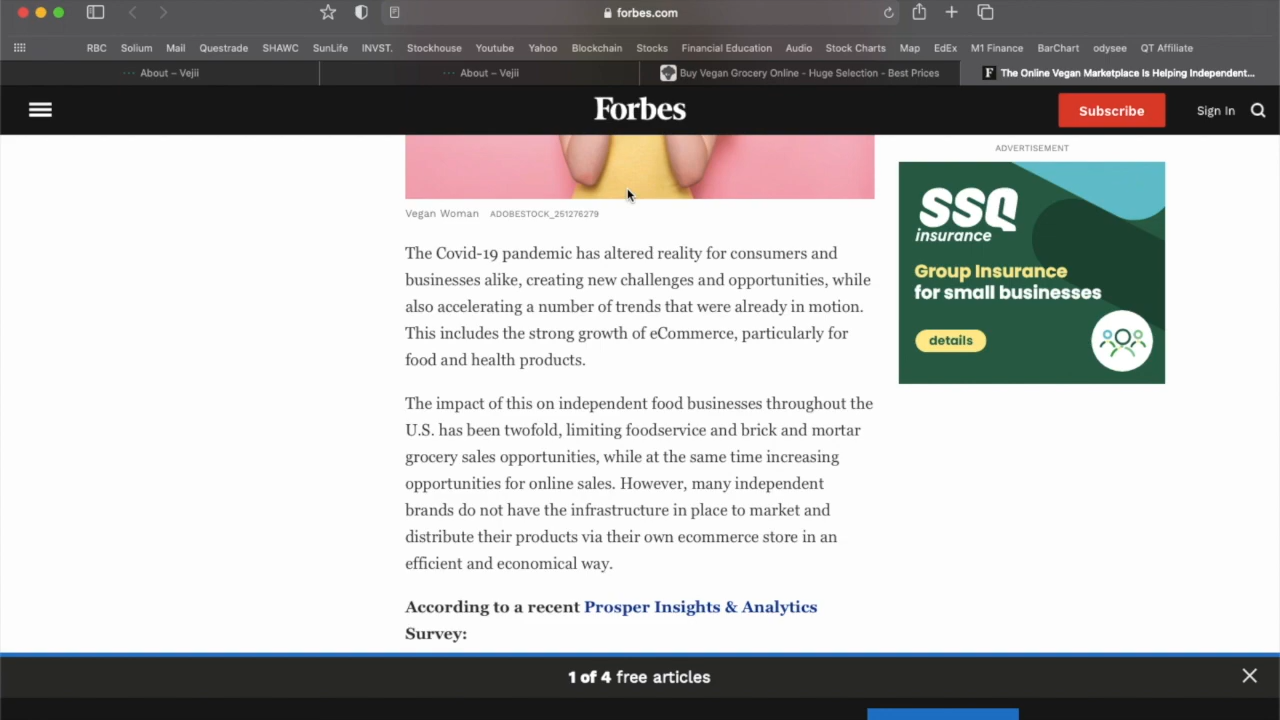 forbes.com
RBC Solium Mail Questrade SHAWC SunLife INVST. Stockhouse Youtube Yahoo Blockchain Stocks Financial Education Audio Stock Charts Map EdEx M1 Finance BarChart odysee QT Affiliate
About – Vejii
About – Vejii
Buy Vegan Grocery Online - Huge Selection - Best Prices
F The Online Vegan Marketplace Is Helping Independent...
Forbes
Subscribe
Sign In
ADVERTISEMENT
SSQ
insurance
Group Insurance
for small businesses
details
Vegan Woman ADOBESTOCK_251276279
The Covid-19 pandemic has altered reality for consumers and
businesses alike, creating new challenges and opportunities, while
also accelerating a number of trends that were already in motion.
This includes the strong growth of eCommerce, particularly for
food and health products.
The impact of this on independent food businesses throughout the
U.S. has been twofold, limiting foodservice and brick and mortar
grocery sales opportunities, while at the same time increasing
opportunities for online sales. However, many independent
brands do not have the infrastructure in place to market and
distribute their products via their own ecommerce store in an
efficient and economical way.
According to a recent Prosper Insights & Analytics
Survey:
1 of 4 free articles